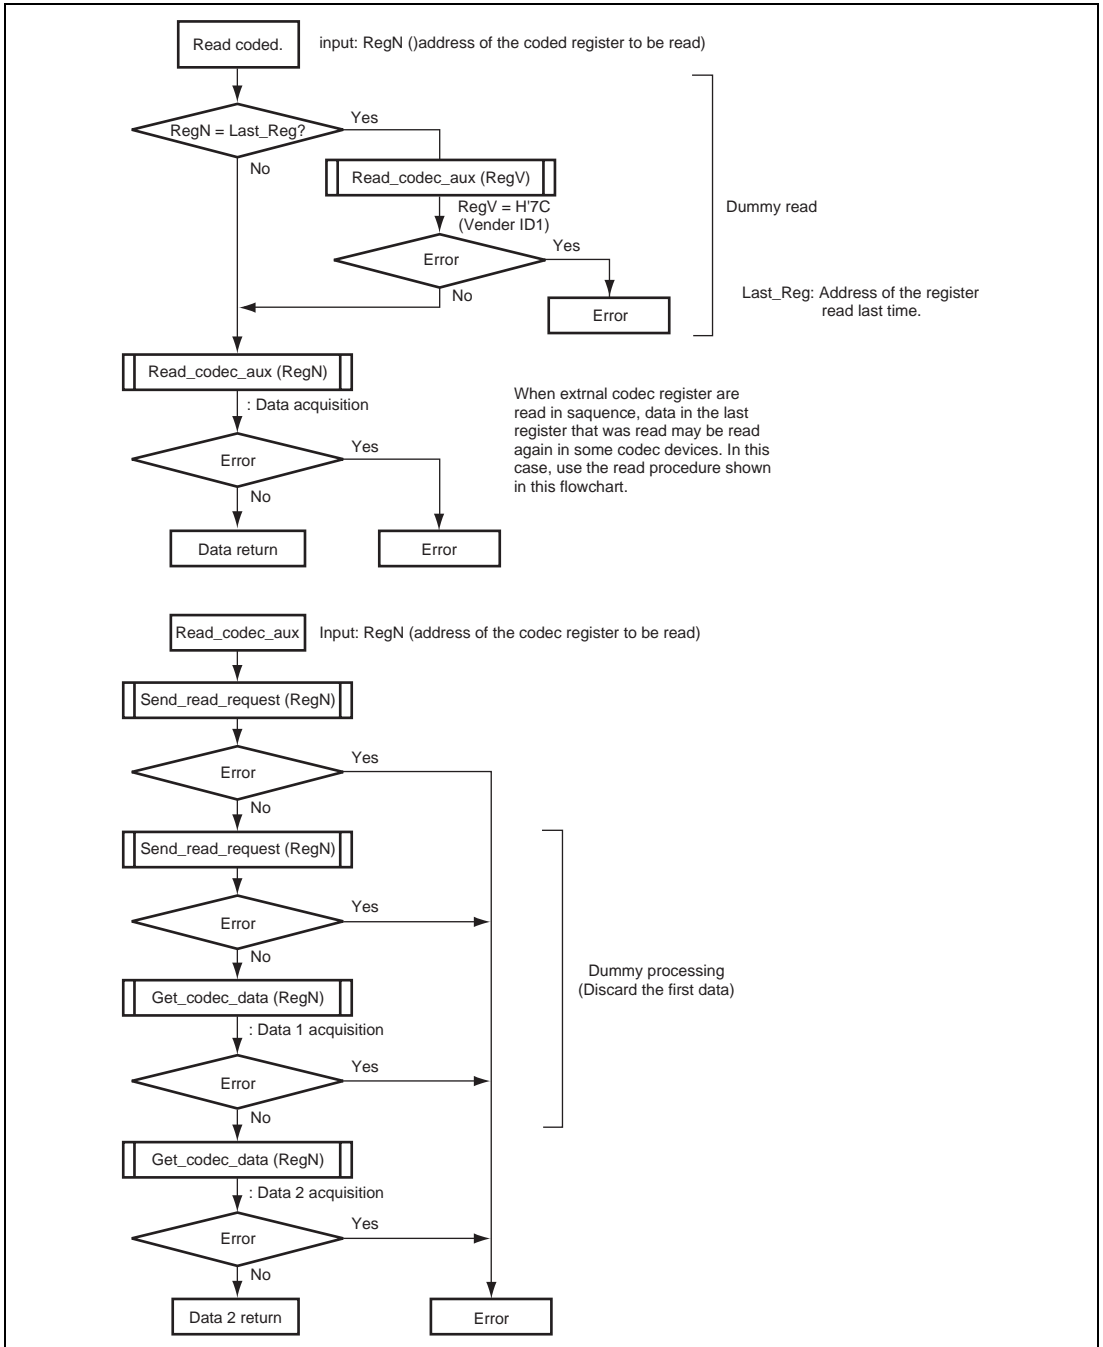 Read coded.
input: RegN ()address of the coded register to be read)
RegN = Last_Reg?
Yes
No
Read_codec_aux (RegV)
RegV = H'7C
(Vender ID1)
Dummy read
Error
Yes
No
Error
Last_Reg: Address of the register
read last time.
Read_codec_aux (RegN)
: Data acquisition
When extrnal codec register are
read in saquence, data in the last
register that was read may be read
again in some codec devices. In this
case, use the read procedure shown
in this flowchart.
Error
Yes
No
Data return
Error
Read_codec_aux
Input: RegN (address of the codec register to be read)
Send_read_request (RegN)
Error
Yes
No
Send_read_request (RegN)
Error
Yes
No
Dummy processing
(Discard the first data)
Get_codec_data (RegN)
: Data 1 acquisition
Error
Yes
No
Get_codec_data (RegN)
: Data 2 acquisition
Error
Yes
No
Data 2 return
Error